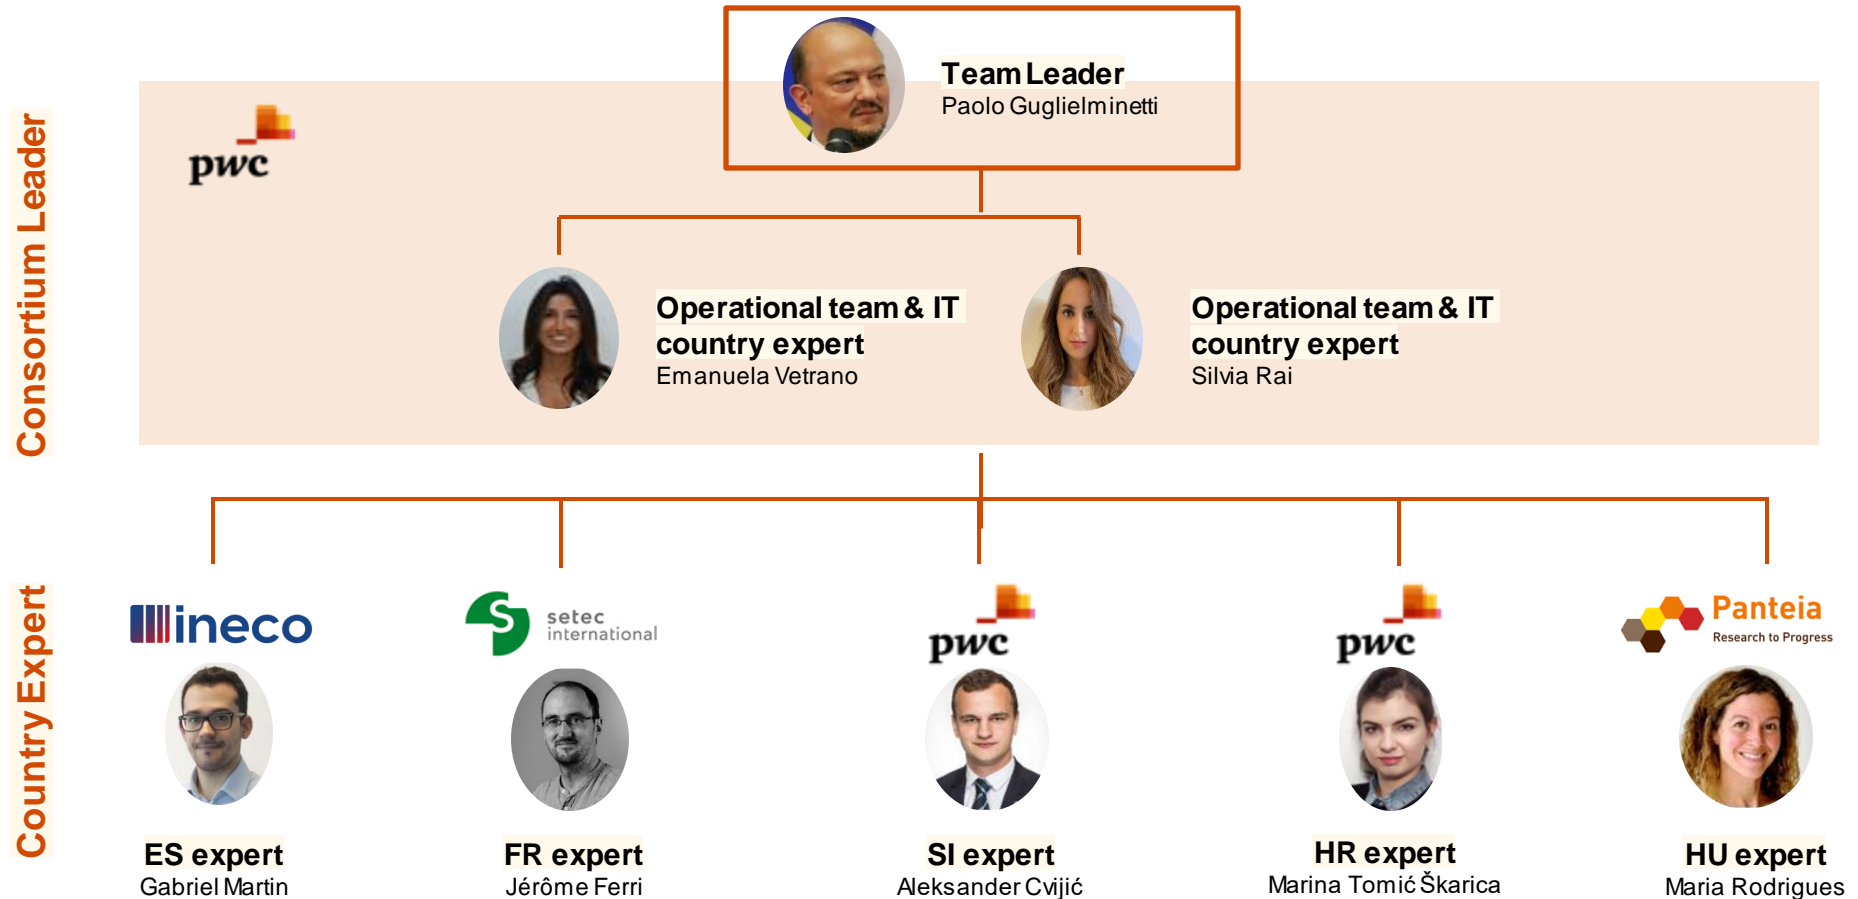 Consortium Leader
pwc
Team Leader
Paolo Guglielminetti
Operational team & IT
country expert
Emanuela Vetrano
Operational team & IT
country expert
Silvia Rai
Country Expert
ineco
setec
international
pwc
pwc
Panteia
Research to Progress
ES expert
Gabriel Martin
FR expert
Jérôme Ferri
SI expert
Aleksander Cvijić
HR expert
Marina Tomić Škarica
HU expert
Maria Rodrigues